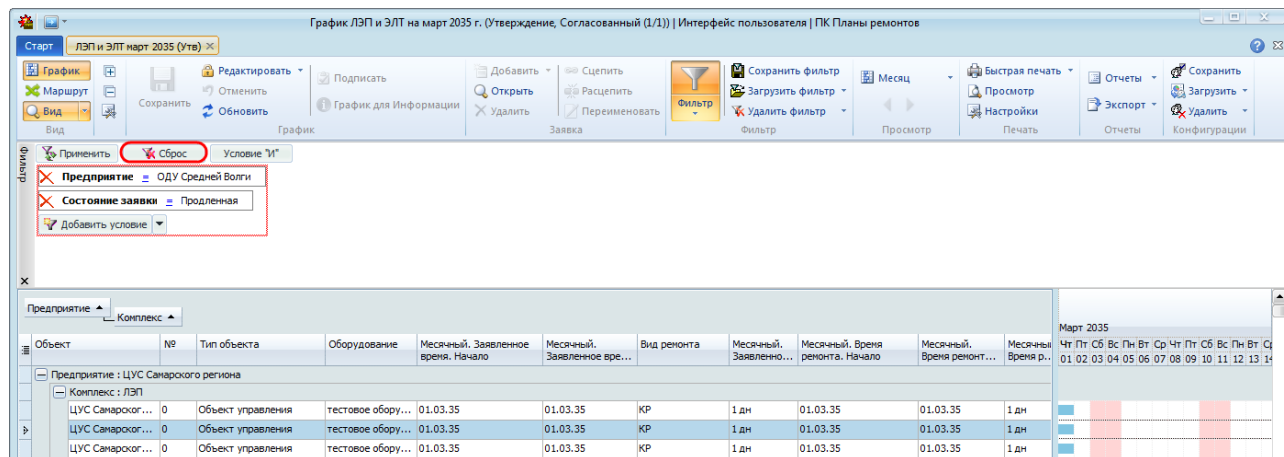 График ЛЭП и ЭЛТ на март 2035 г. (Утверждение, Согласованный (1/1)) | Интерфейс пользователя | ПК Планы ремонтов
Старт ЛЭП и ЭЛТ март 2035 (Утв)
График Редактировать Подписать Добавить Сцепить Сохранить фильтр Месяц Быстрая печать Отчеты Сохранить
Маршрут Сохранить Отменить График для Информации Открыть Расцепить Фильтр Загрузить фильтр Просмотр Экспорт Загрузить
Вид Обновить Удалить Переименовать Удалить фильтр Настройки Удалить
Вид График Заявка Фильтр Просмотр Печать Отчеты Конфигурации
Фильтр
Применить Сброс Условие "И"
Предприятие = ОДУ Средней Волги
Состояние заявки = Продленная
Добавить условие
Предприятие
Комплекс
Март 2035
Объект № Тип объекта Оборудование Месячный. Заявленное время. Начало Месячный. Заявленное вре... Вид ремонта Месячный. Заявленно... Месячный. Время ремонта. Начало Месячный. Время ремонт... Месячны Время р...
Чт Пт Сб Вс Пн Вт Ср Чт Пт Сб Вс Пн Вт Ср
01 02 03 04 05 06 07 08 09 10 11 12 13 14
Предприятие : ЦУС Самарского региона
Комплекс : ЛЭП
ЦУС Самарског... 0 Объект управления тестовое обору... 01.03.35 01.03.35 КР 1 дн 01.03.35 01.03.35 1 дн
ЦУС Самарског... 0 Объект управления тестовое обору... 01.03.35 01.03.35 КР 1 дн 01.03.35 01.03.35 1 дн
ЦУС Самарског... 0 Объект управления тестовое обору... 01.03.35 01.03.35 КР 1 дн 01.03.35 01.03.35 1 дн